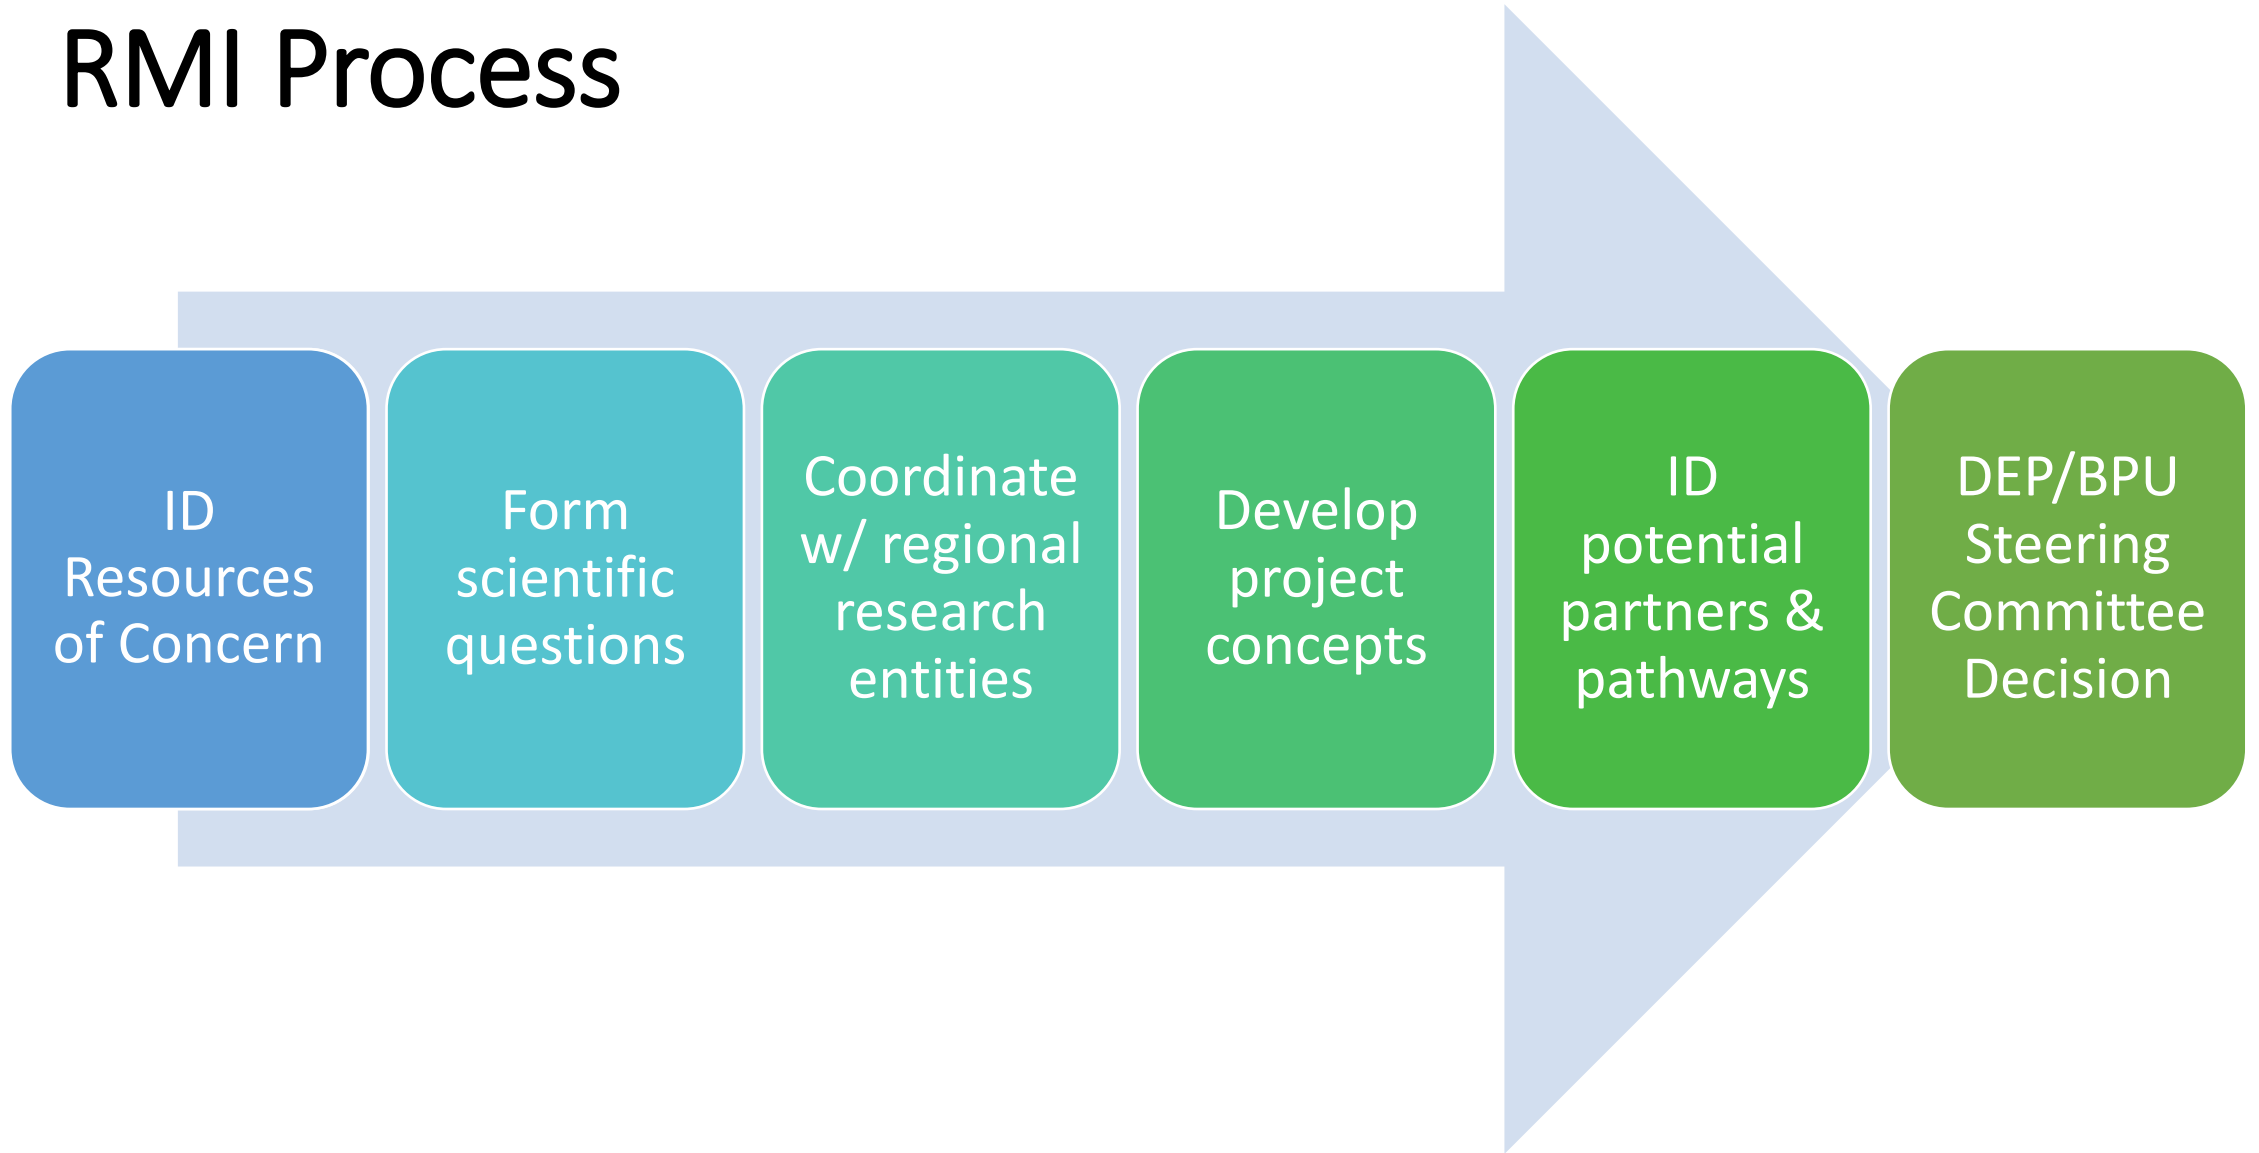 RMI Process
ID
Resources
of Concern
Form
scientific
questions
Coordinate
w/ regional
research
entities
Develop
project
concepts
ID
potential
partners &
pathways
DEP/BPU
Steering
Committee
Decision